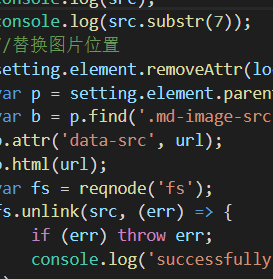 console.log(src);
console.log(src.substr(7));
//替换图片位置
setting.element.removeAttr(lo
var p = setting.element.parent
var b = p.find('.md-image-src
b.attr('data-src', url);
b.html(url);
var fs = reqnode('fs');
fs.unlink(src, (err) => {
    if (err) throw err;
    console.log('successfully